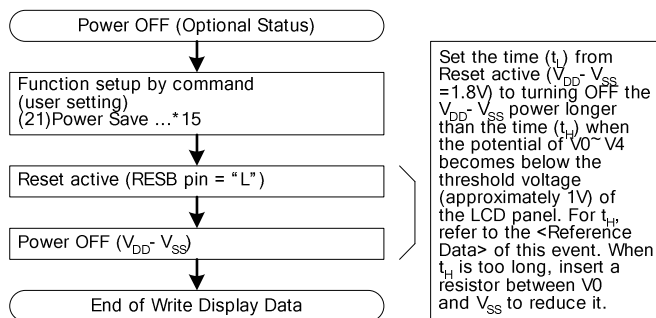 Power OFF (Optional Status)
Function setup by command
(user setting)
(21)Power Save ...*15
Reset active (RESB pin = “L”)
Power OFF (VDD- VSS)
End of Write Display Data
Set the time (tL) from
Reset active (VDD- VSS
=1.8V) to turning OFF the
VDD- VSS power longer
than the time (tH) when
the potential of V0~V4
becomes below the
threshold voltage
(approximately 1V) of
the LCD panel. For tH,
refer to the <Reference
Data> of this event. When
tH is too long, insert a
resistor between V0
and VSS to reduce it.